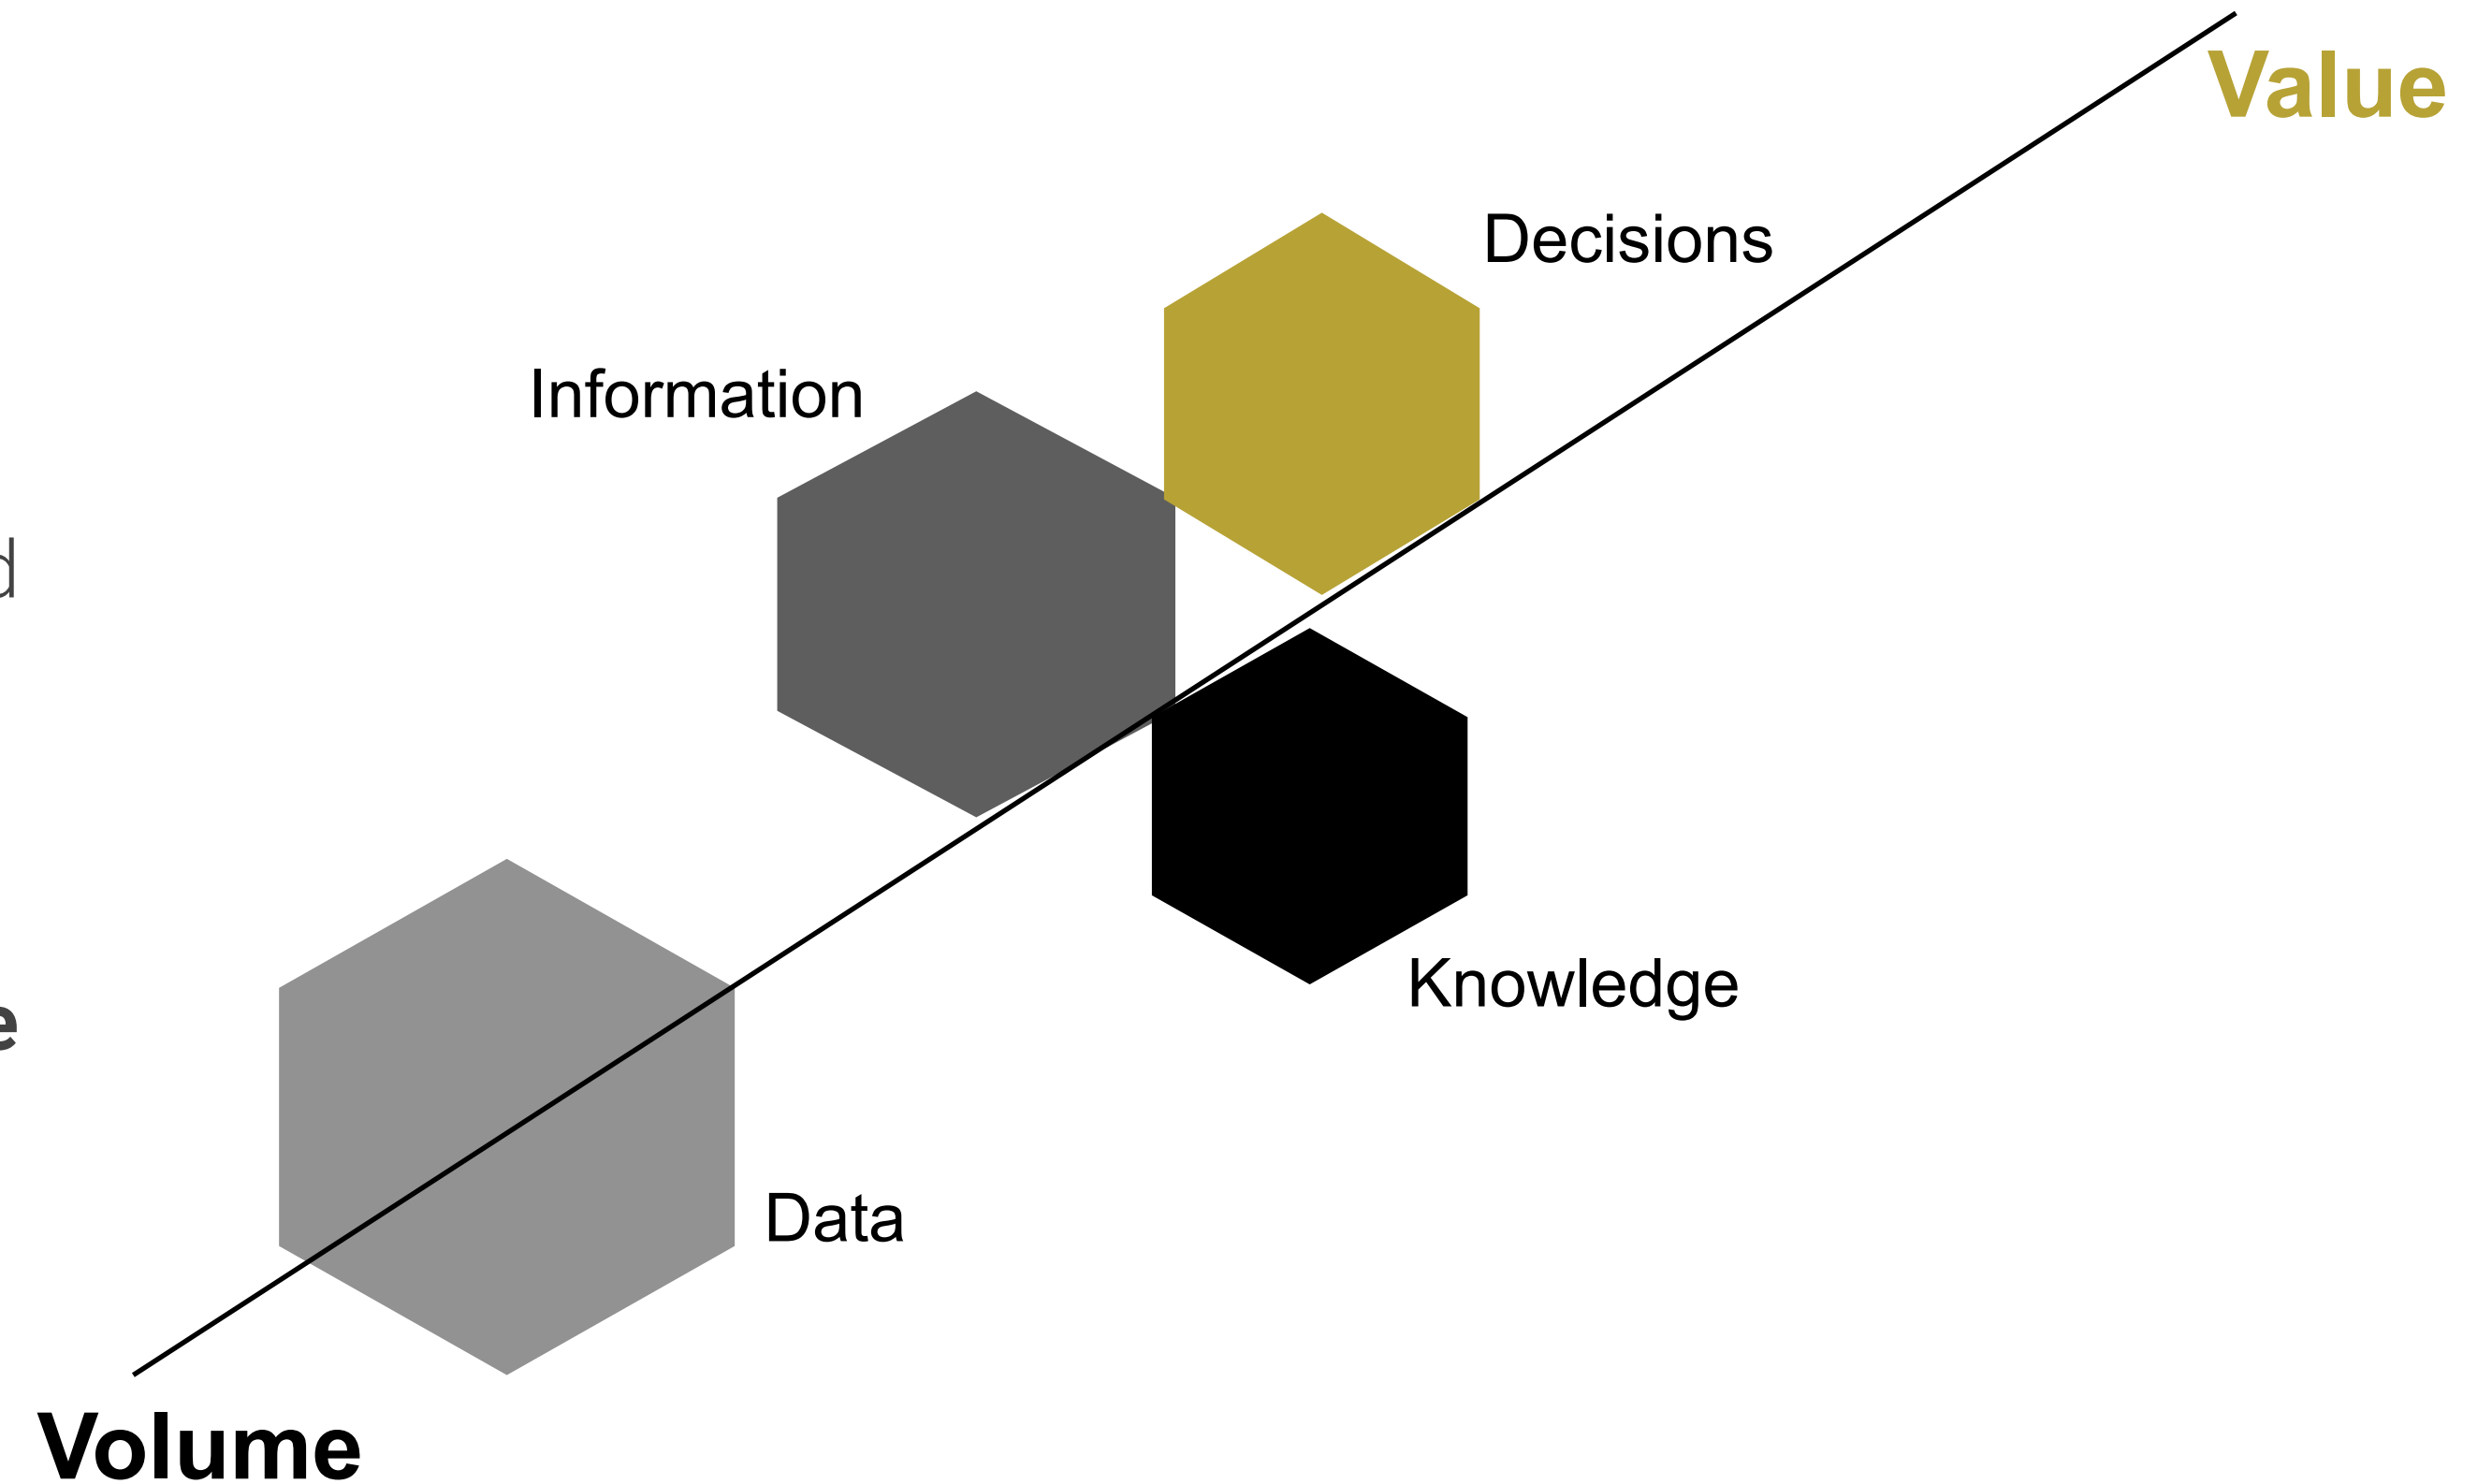 Value
Decisions
Information
d
e
Knowledge
Data
Volume